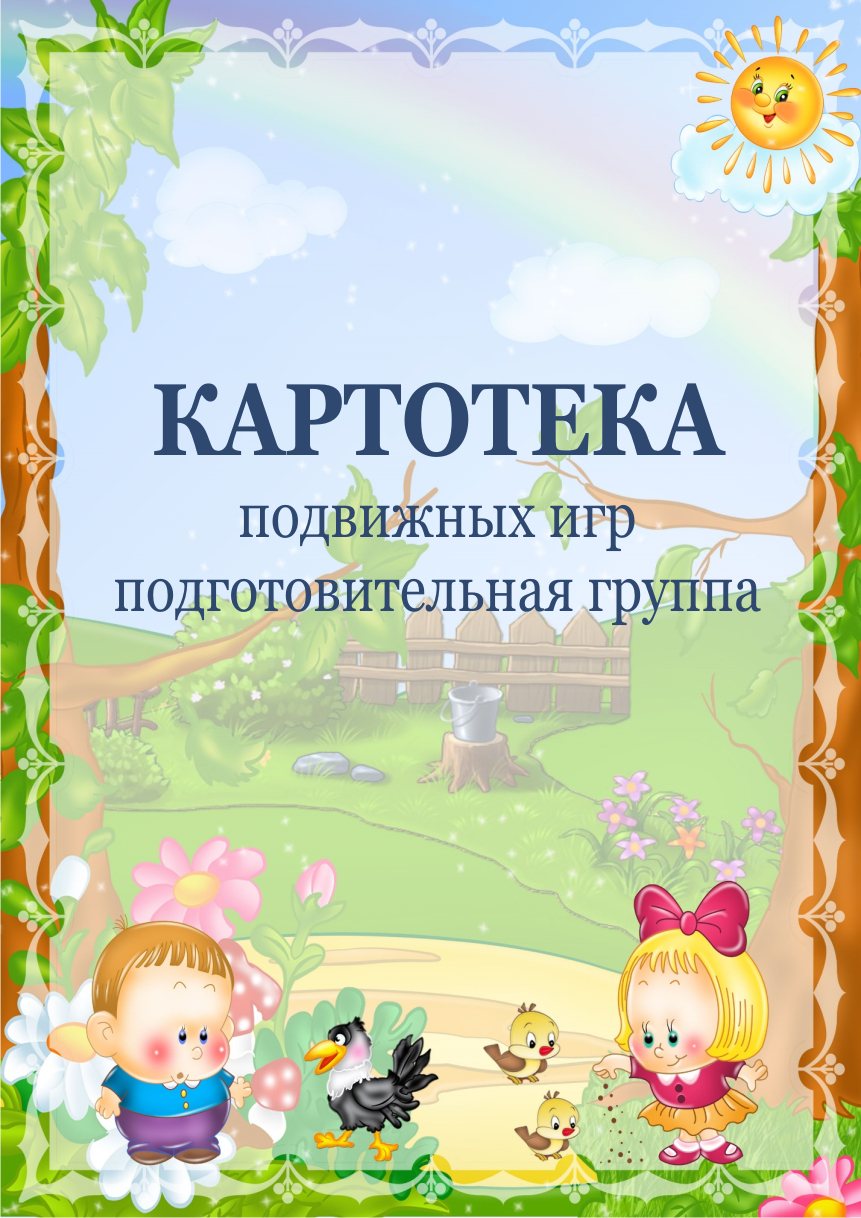 КАРТОТЕКА
подвижных игр
подготовительная группа